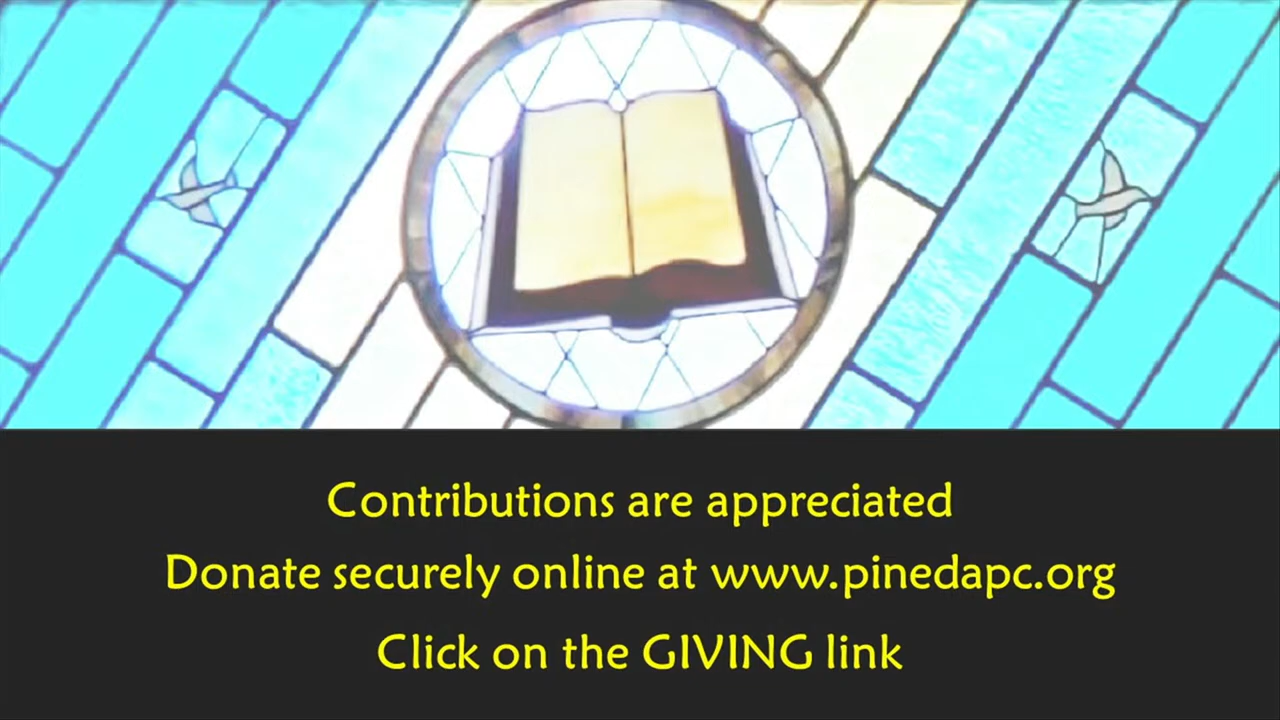 Contributions are appreciated
Donate securely online at www.pinedapc.org
Click on the GIVING link